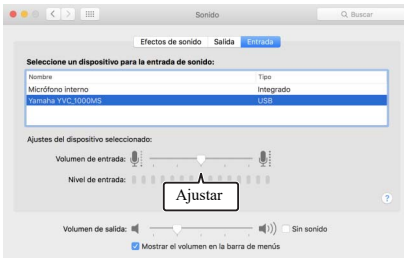 Sonido
Buscar
Efectos de sonido Salida Entrada
Seleccione un dispositivo para la entrada de sonido:
Nombre Tipo
Micrófono interno Integrado
Yamaha YVC_1000MS USB
Ajustes del dispositivo seleccionado:
Volumen de entrada:
Nivel de entrada:
Ajustar
?
Volumen de salida: Sin sonido
Mostrar el volumen en la barra de menús